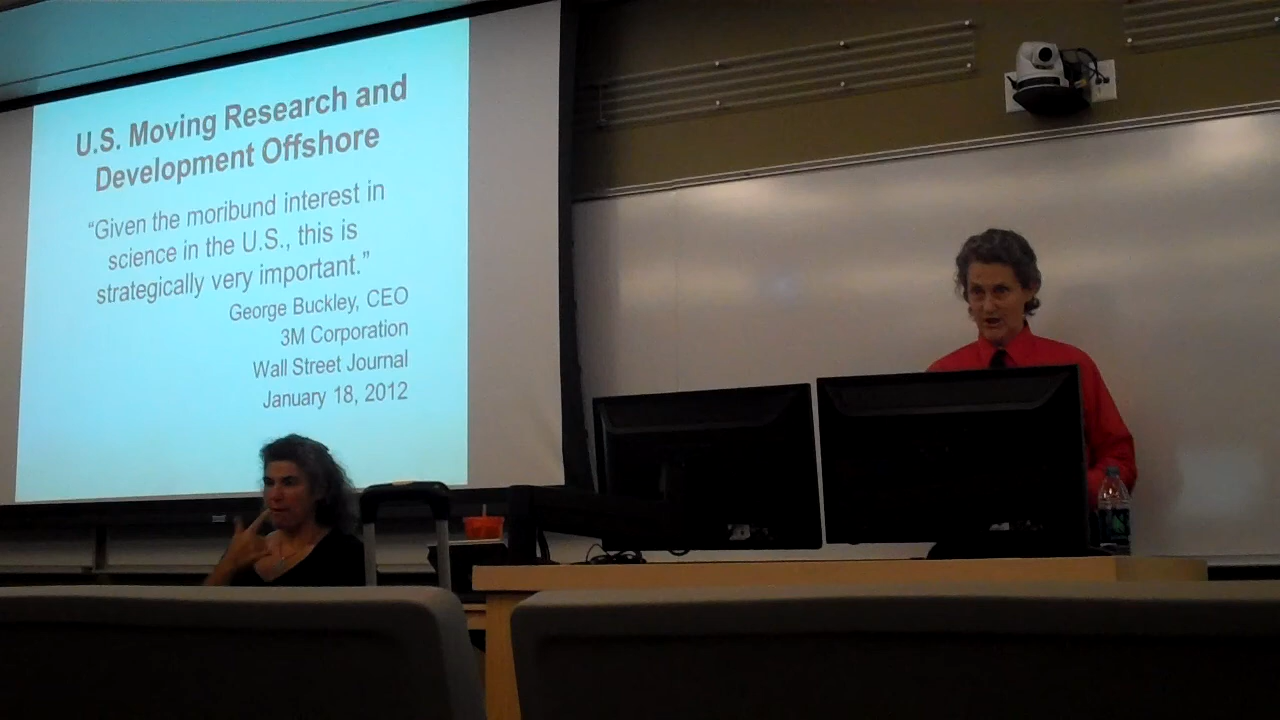 U.S. Moving Research and
Development Offshore
“Given the moribund interest in
science in the U.S., this is
strategically very important.”
George Buckley, CEO
3M Corporation
Wall Street Journal
January 18, 2012